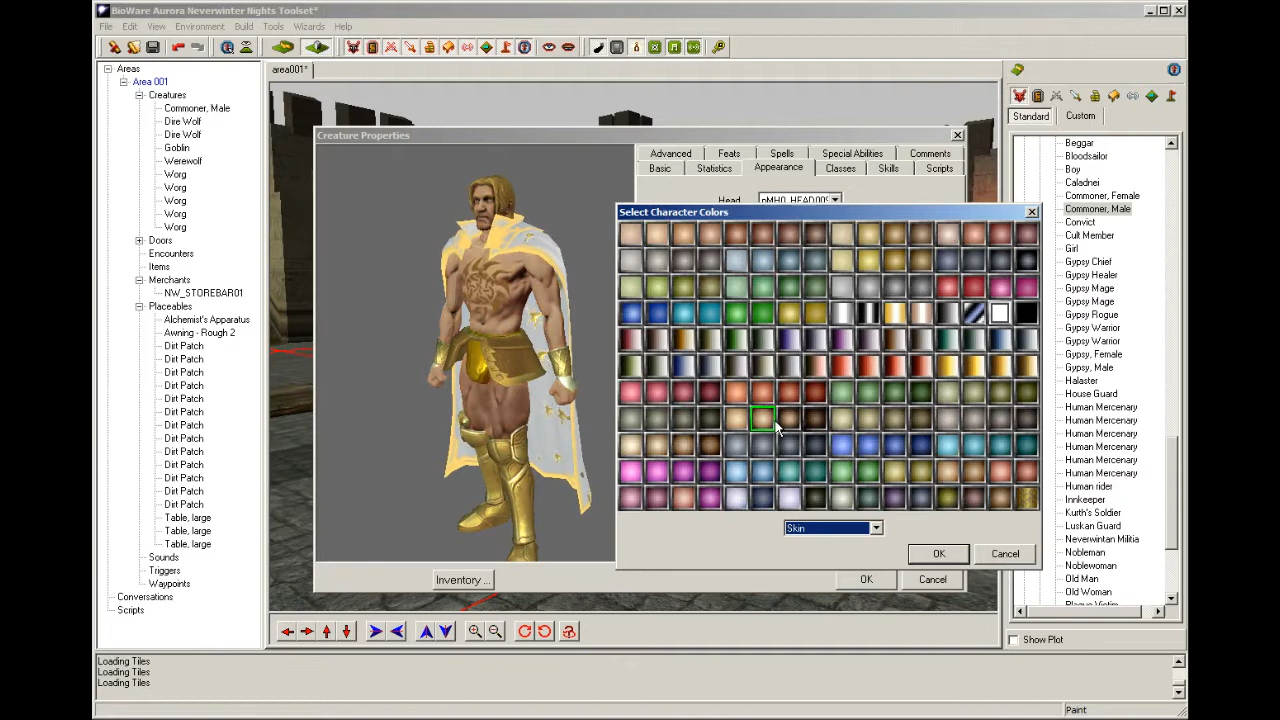 BioWare Aurora Neverwinter Nights Toolset*
File Edit View Environment Build Tools Wizards Help
area001*
Areas
Area 001
Creatures
Commoner, Male
Dire Wolf
Dire Wolf
Goblin
Werewolf
Worg
Worg
Worg
Worg
Worg
Doors
Encounters
Items
Merchants
NW_STOREBAR01
Placeables
Alchemist's Apparatus
Awning - Rough 2
Dirt Patch
Dirt Patch
Dirt Patch
Dirt Patch
Dirt Patch
Dirt Patch
Dirt Patch
Dirt Patch
Dirt Patch
Dirt Patch
Dirt Patch
Dirt Patch
Dirt Patch
Table, large
Table, large
Table, large
Sounds
Triggers
Waypoints
Conversations
Scripts
Creature Properties
Advanced Feats Spells Special Abilities Comments
Basic Statistics Appearance Classes Skills Scripts
Head
Select Character Colors
Skin
OK Cancel
Inventory ...
OK Cancel
Standard Custom
Beggar
Bloodsailor
Boy
Caladnei
Commoner, Female
Commoner, Male
Convict
Cult Member
Girl
Gypsy Chief
Gypsy Healer
Gypsy Mage
Gypsy Mage
Gypsy Rogue
Gypsy Warrior
Gypsy Warrior
Gypsy, Female
Gypsy, Male
Halaster
House Guard
Human Mercenary
Human Mercenary
Human Mercenary
Human Mercenary
Human Mercenary
Human Mercenary
Human rider
Innkeeper
Kurth's Soldier
Luskan Guard
Neverwintan Militia
Nobleman
Noblewoman
Old Man
Old Woman
Show Plot
Loading Tiles
Loading Tiles
Loading Tiles
Paint